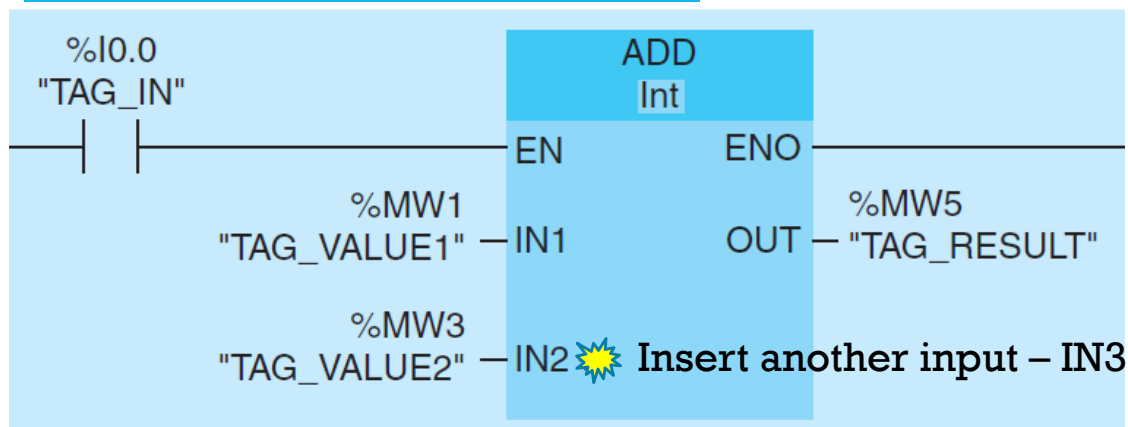 %I0.0
"TAG_IN"
ADD
Int
EN ENO
%MW1
"TAG_VALUE1" IN1
OUT
%MW5
"TAG_RESULT"
%MW3
"TAG_VALUE2" IN2
Insert another input – IN3